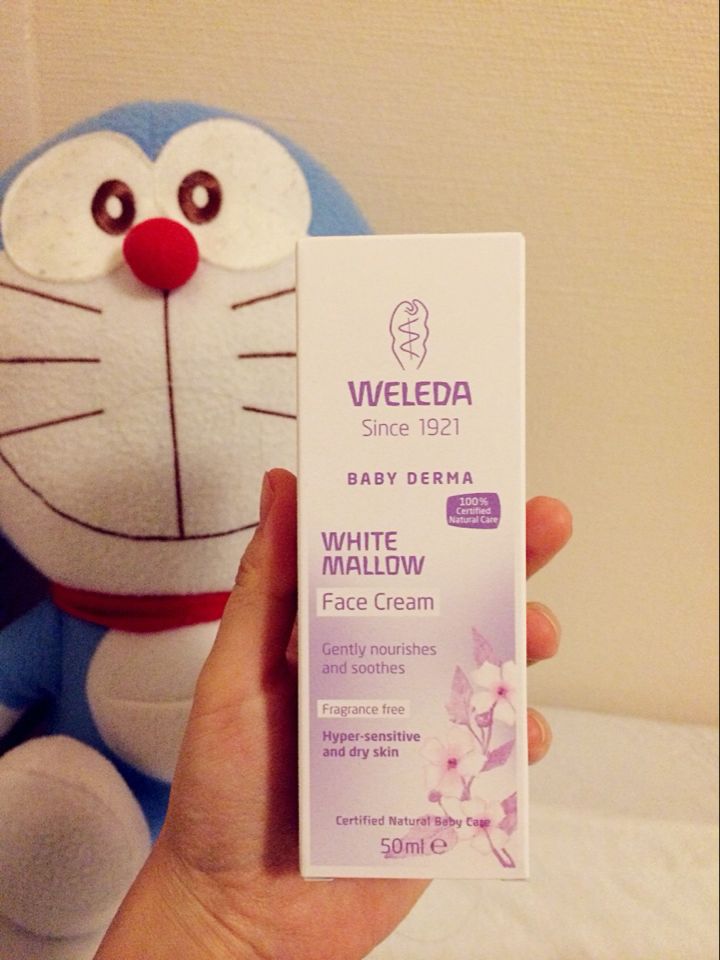 WELEDA
Since 1921
BABY DERMA
100%
Certified
Natural Care
WHITE
MALLOW
Face Cream
Gently nourishes
and soothes
Fragrance free
Hyper-sensitive
and dry skin
Certified Natural Baby Care
50ml ℮